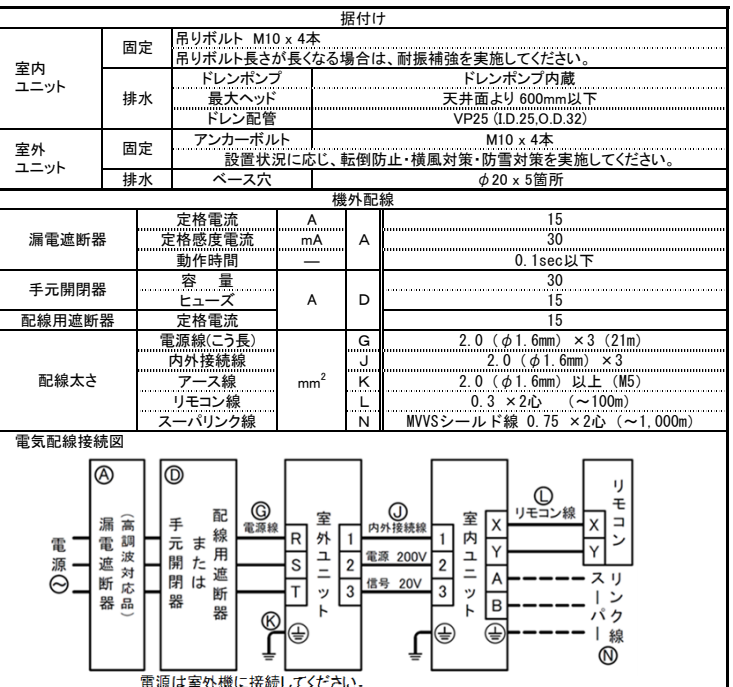 据付け
室内
ユニット
固定
吊りボルト M10 x 4本
吊りボルト長さが長くなる場合は、耐振補強を実施してください。
排水
ドレンポンプ ドレンポンプ内蔵
最大ヘッド 天井面より 600mm以下
ドレン配管 VP25 (I.D.25,O.D.32)
室外
ユニット
固定
アンカーボルト M10 x 4本
設置状況に応じ、転倒防止・横風対策・防雪対策を実施してください。
排水 ベース穴 φ20 x 5箇所
機外配線
漏電遮断器
定格電流 A 15
定格感度電流 mA A 30
動作時間 — 0.1sec以下
手元開閉器
容 量 30
ヒューズ A D 15
配線用遮断器 定格電流 15
配線太さ
電源線(こう長) G 2.0 (φ1.6mm) ×3 (21m)
内外接続線 J 2.0 (φ1.6mm) ×3
アース線 mm² K 2.0 (φ1.6mm) 以上 (M5)
リモコン線 L 0.3 ×2心 (～100m)
スーパリンク線 N MVVSシールド線 0.75 ×2心 (～1,000m)
電気配線接続図
電源
Ⓐ
漏電遮断器
(高調波対応品)
Ⓓ
手元開閉器
または
配線用遮断器
Ⓖ
電源線
R
S
T
Ⓚ
室外ユニット
1
2
3
Ⓙ
内外接続線
電源 200V
信号 20V
1
2
3
室内ユニット
X
Y
A
B
Ⓛ
リモコン線
X
Y
リモコン
スーパー
リンク線
Ⓝ
電源は室外機に接続してください。